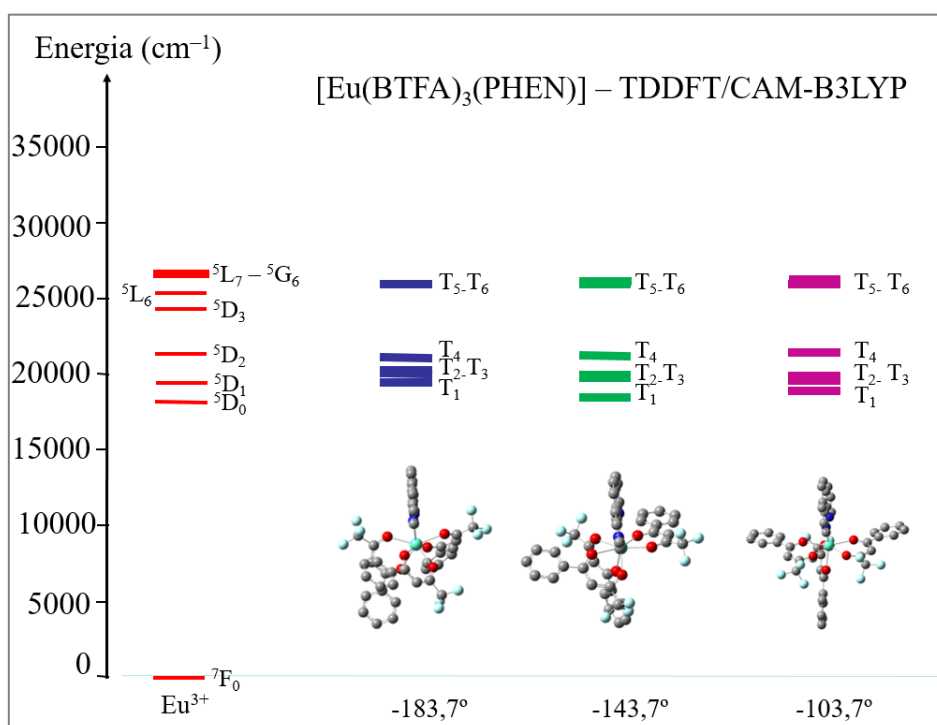 Energia (cm⁻¹)
[Eu(BTFA)₃(PHEN)] – TDDFT/CAM-B3LYP
35000
30000
25000
20000
15000
10000
5000
0
⁵L₇ – ⁵G₆
⁵L₆
⁵D₃
⁵D₂
⁵D₁
⁵D₀
⁷F₀
Eu³⁺
T₅-T₆
T₄
T₂-T₃
T₁
-183,7º
T₅-T₆
T₄
T₂-T₃
T₁
-143,7º
T₅- T₆
T₄
T₂- T₃
T₁
-103,7º